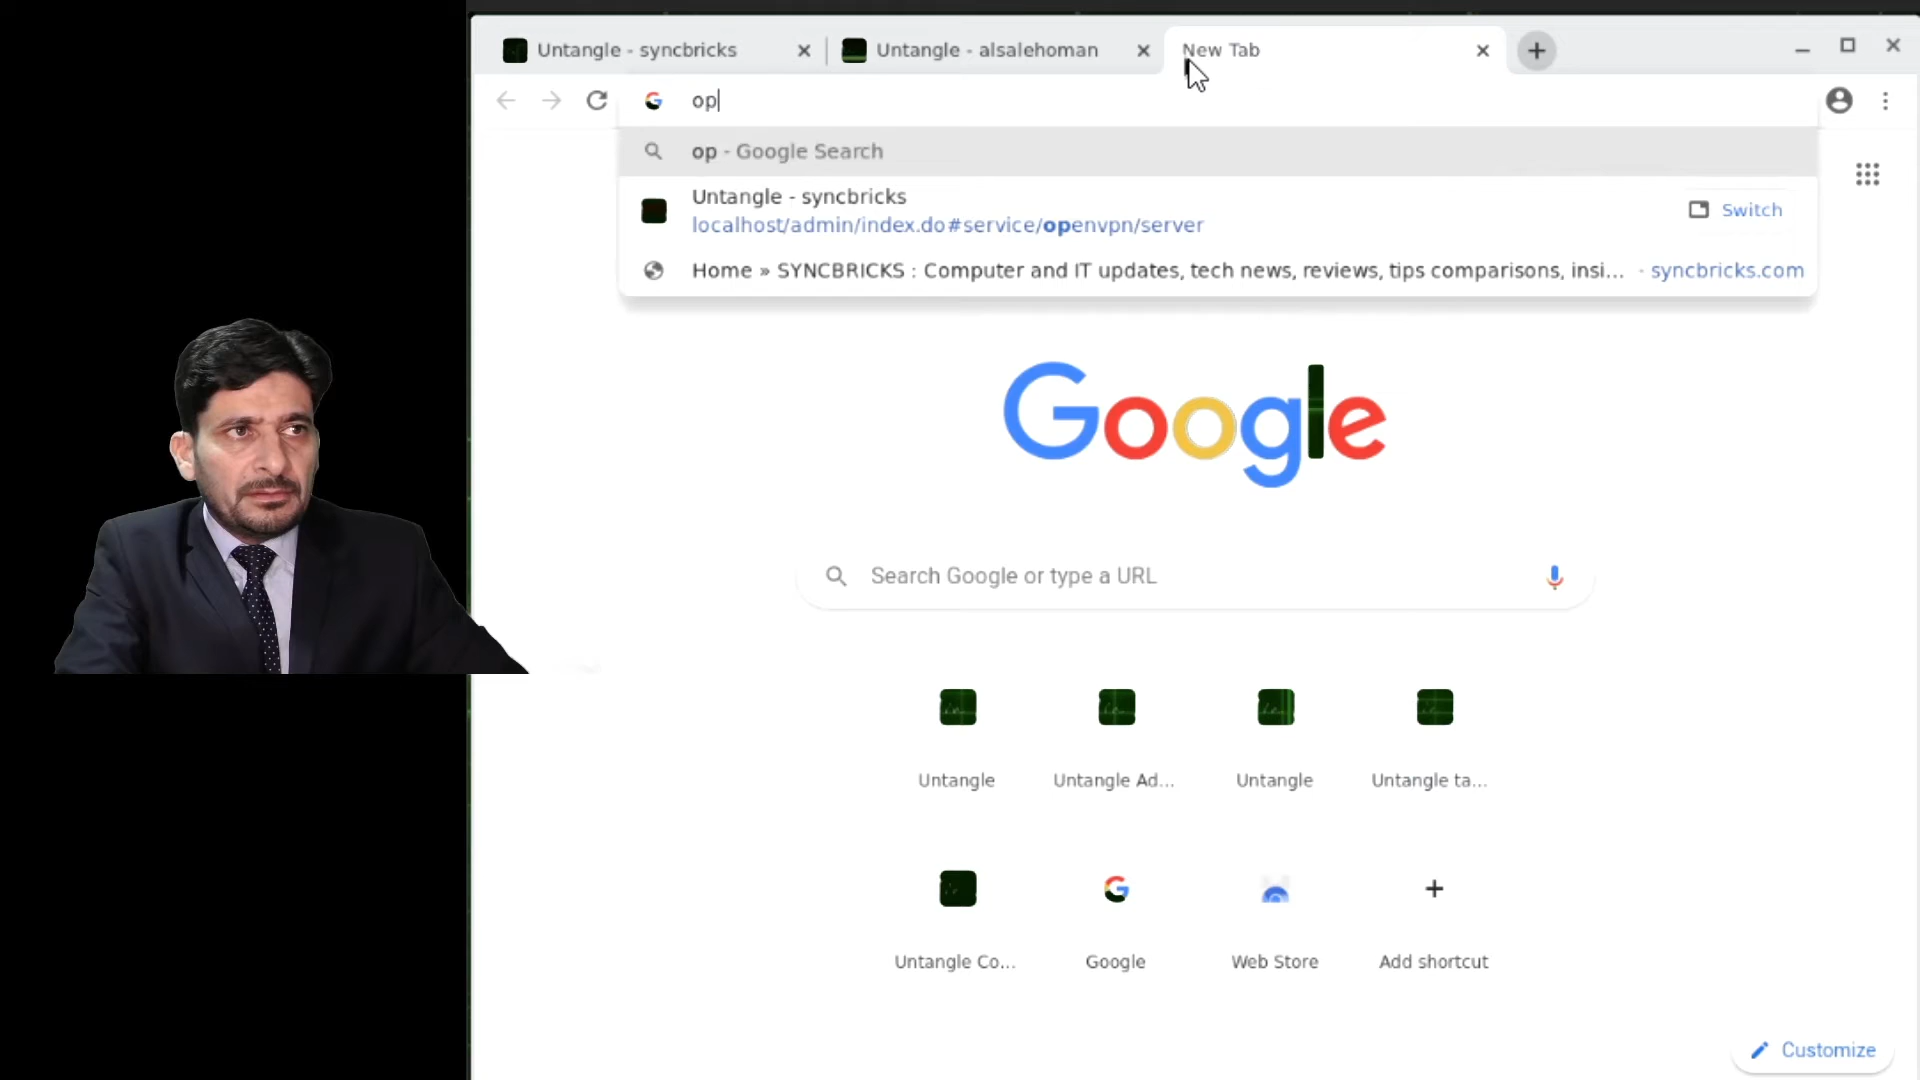 Untangle - syncbricks
Untangle - alsalehoman
New Tab
op
op - Google Search
Untangle - syncbricks
localhost/admin/index.do#service/openvpn/server
Switch
Home » SYNCBRICKS : Computer and IT updates, tech news, reviews, tips comparisons, insi... - syncbricks.com
Google
Search Google or type a URL
Untangle
Untangle Ad...
Untangle
Untangle ta...
Untangle Co...
Google
Web Store
Add shortcut
Customize